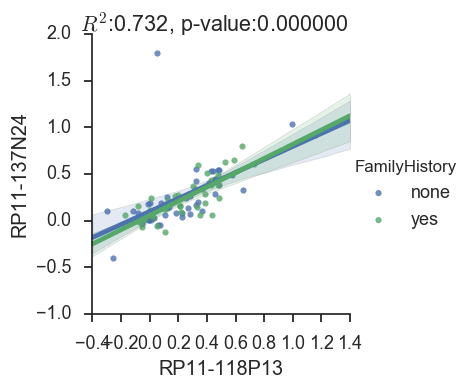 R²:0.732, p-value:0.000000
2.0
1.5
1.0
0.5
0.0
−0.5
−1.0
RP11-137N24
−0.4 −0.2 0.0 0.2 0.4 0.6 0.8 1.0 1.2 1.4
RP11-118P13
FamilyHistory
none
yes